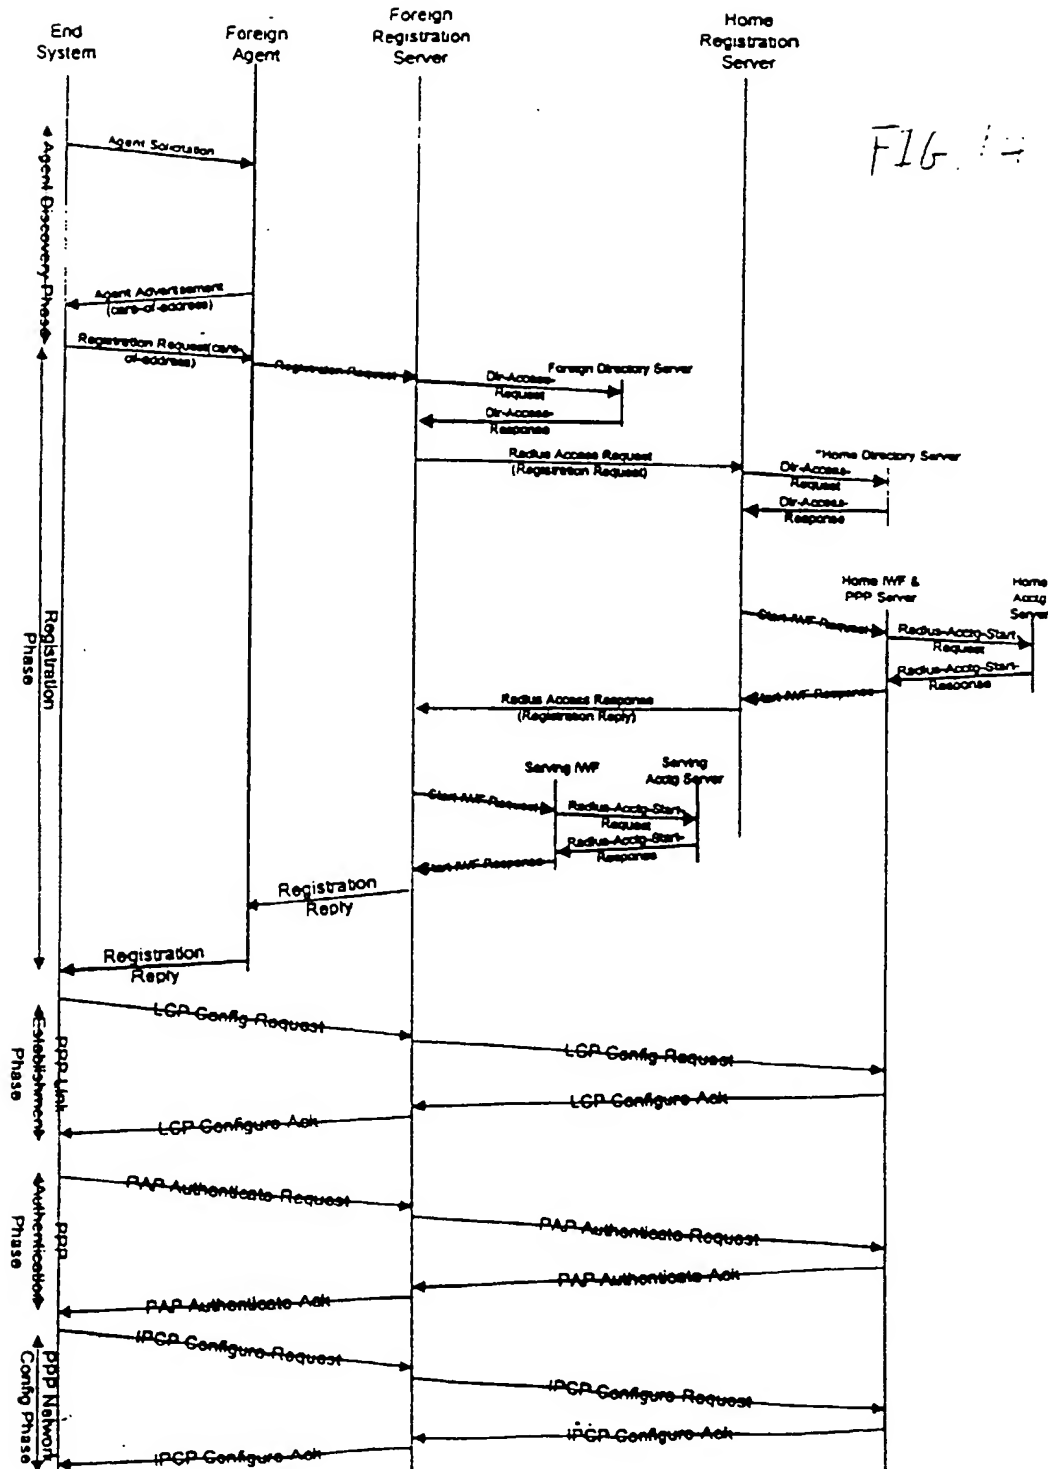 End
System
Foreign
Agent
Foreign
Registration
Server
Home
Registration
Server
FIG.
Agent Discovery Phase
Agent Solicitation
Agent Advertisement
(care-of-address)
Registration Request(care-
of-address)
Registration Request
Foreign Directory Server
Dir-Access-
Request
Dir-Access-
Response
Radius Access Request
(Registration Request)
Home Directory Server
Dir-Access-
Request
Dir-Access-
Response
Registration
Phase
Home IWF &
PPP Server
Home
Acctg
Server
Start IWF Request
Radius-Acctg-Start
Request
Radius-Acctg-Start-
Response
Start IWF Response
Radius Access Response
(Registration Reply)
Serving IWF
Serving
Acctg Server
Start IWF Request
Radius-Acctg-Start
Request
Radius-Acctg-Start-
Response
Start IWF Response
Registration
Reply
Registration
Reply
PPP Link
Establishment
Phase
LCP Config Request
LCP Config Request
LCP Configure Ack
LCP Configure Ack
PPP
Authentication
Phase
PAP Authenticate Request
PAP Authenticate Request
PAP Authenticate Ack
PAP Authenticate Ack
PPP Network
Config Phase
IPCP Configure Request
IPCP Configure Request
IPCP Configure Ack
IPCP Configure Ack